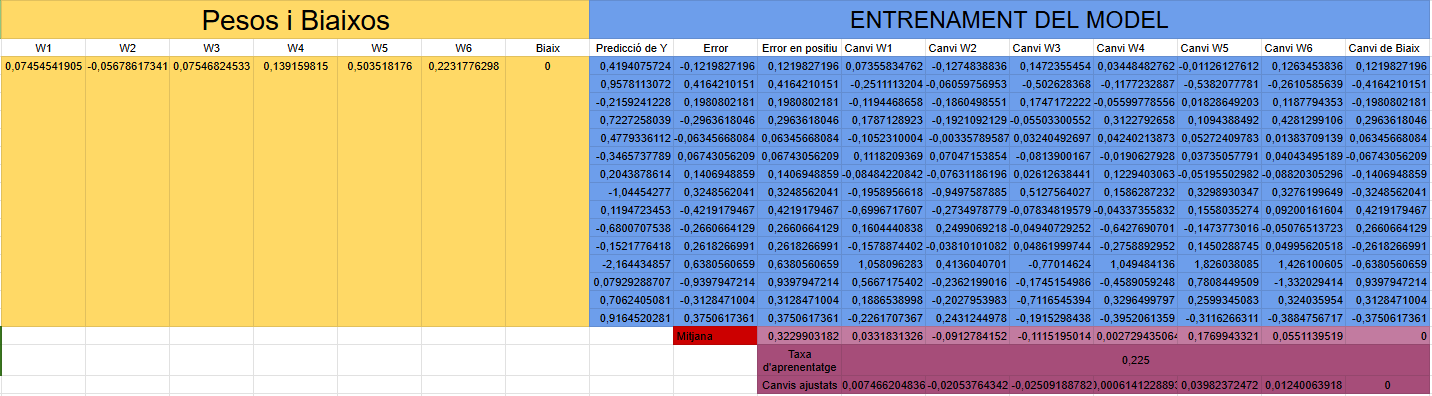 Pesos i Biaixos ENTRENAMENT DEL MODEL
W1 W2 W3 W4 W5 W6 Biaix Predicció de Y Error Error en positiu Canvi W1 Canvi W2 Canvi W3 Canvi W4 Canvi W5 Canvi W6 Canvi de Biaix
0,07454541905 -0,05678617341 0,07546824533 0,139159815 0,503518176 0,2231776298 0 0,4194075724 -0,1219827196 0,1219827196 0,07355834762 -0,1274838836 0,1472355454 0,03448482762 -0,01126127612 0,1263453836 0,1219827196
0,9578113072 0,4164210151 0,4164210151 -0,2511113204 -0,06059756953 -0,502628368 -0,1177232887 -0,5382077781 -0,2610585639 -0,4164210151
-0,2159241228 0,1980802181 0,1980802181 -0,1194468658 -0,1860498551 0,1747172222 -0,05599778556 0,01828649203 0,1187794353 -0,1980802181
0,7227258039 -0,2963618046 0,2963618046 0,1787128923 -0,1921092129 -0,05503300552 0,3122792658 0,1094388492 0,4281299106 0,2963618046
0,4779336112 -0,06345668084 0,06345668084 -0,1052310004 -0,00335789587 0,03240492697 0,04240213873 0,05272409783 0,01383709139 0,06345668084
-0,3465737789 0,06743056209 0,06743056209 0,1118209369 0,07047153854 -0,0813900167 -0,0190627928 0,03735057791 0,04043495189 -0,06743056209
0,2043878614 0,1406948859 0,1406948859 -0,08484220842 -0,07631186196 0,02612638441 0,1229403063 -0,05195502982 -0,08820305296 -0,1406948859
-1,04454277 0,3248562041 0,3248562041 -0,1958956618 -0,9497587885 0,5127564027 0,1586287232 0,3298930347 0,3276199649 -0,3248562041
0,1194723453 -0,4219179467 0,4219179467 -0,6996717607 -0,2734978779 -0,07834819579 -0,04337355832 0,1558035274 0,09200161604 0,4219179467
-0,6800707538 -0,2660664129 0,2660664129 0,1604440838 0,2499069218 -0,04940729252 -0,6427690701 -0,1473773016 -0,05076513723 0,2660664129
-0,1521776418 0,2618266991 0,2618266991 -0,1578874402 -0,03810101082 0,04861999744 -0,2758892952 0,1450288745 0,04995620518 -0,2618266991
-2,164434857 0,6380560659 0,6380560659 1,058096283 0,4136040701 -0,77014624 1,049484136 1,826038085 1,426100605 -0,6380560659
0,07929288707 -0,9397947214 0,9397947214 0,5667175402 -0,2362199016 -0,1745154986 -0,4589059248 0,7808449509 -1,332029414 0,9397947214
0,7062405081 -0,3128471004 0,3128471004 0,1886538998 -0,2027953983 -0,7116545394 0,3296499797 0,2599345083 0,324035954 0,3128471004
0,9164520281 0,3750617361 0,3750617361 -0,2261707367 0,2431244978 -0,1915298438 -0,3952061359 -0,3116266311 -0,3884756717 -0,3750617361
Mitjana 0,3229903182 0,0331831326 -0,0912784152 -0,1115195014 0,002729435064 0,1769943321 0,0551139519 0
Taxa
d'aprenentatge 0,225
Canvis ajustats 0,007466204836 -0,02053764342 -0,02509188782 0,0006141228893 0,03982372472 0,01240063918 0